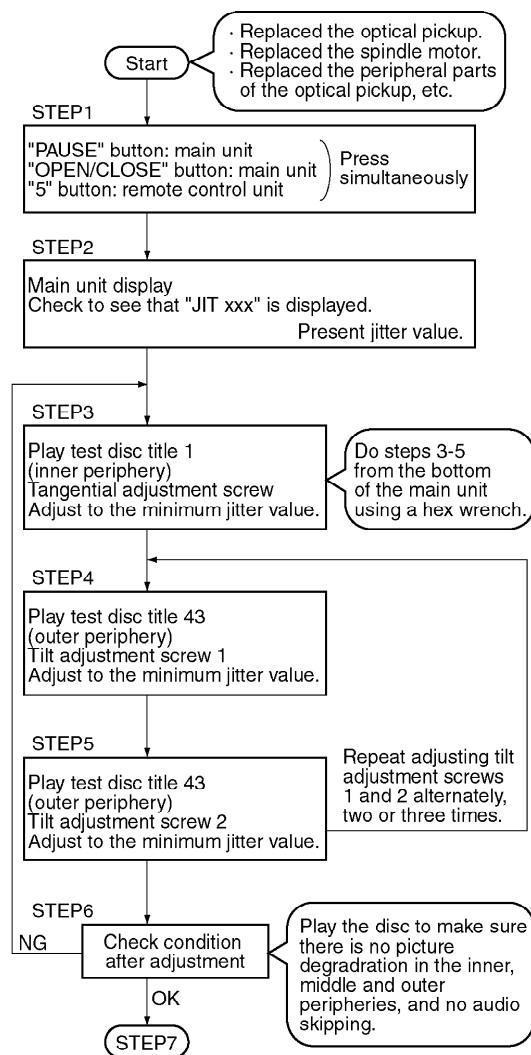 Start
· Replaced the optical pickup.
· Replaced the spindle motor.
· Replaced the peripheral parts
of the optical pickup, etc.
STEP1
"PAUSE" button: main unit
"OPEN/CLOSE" button: main unit
"5" button: remote control unit
Press
simultaneously
STEP2
Main unit display
Check to see that "JIT xxx" is displayed.
Present jitter value.
STEP3
Play test disc title 1
(inner periphery)
Tangential adjustment screw
Adjust to the minimum jitter value.
Do steps 3-5
from the bottom
of the main unit
using a hex wrench.
STEP4
Play test disc title 43
(outer periphery)
Tilt adjustment screw 1
Adjust to the minimum jitter value.
STEP5
Play test disc title 43
(outer periphery)
Tilt adjustment screw 2
Adjust to the minimum jitter value.
Repeat adjusting tilt
adjustment screws
1 and 2 alternately,
two or three times.
STEP6
NG
Check condition
after adjustment
Play the disc to make sure
there is no picture
degradration in the inner,
middle and outer
peripheries, and no audio
skipping.
OK
STEP7